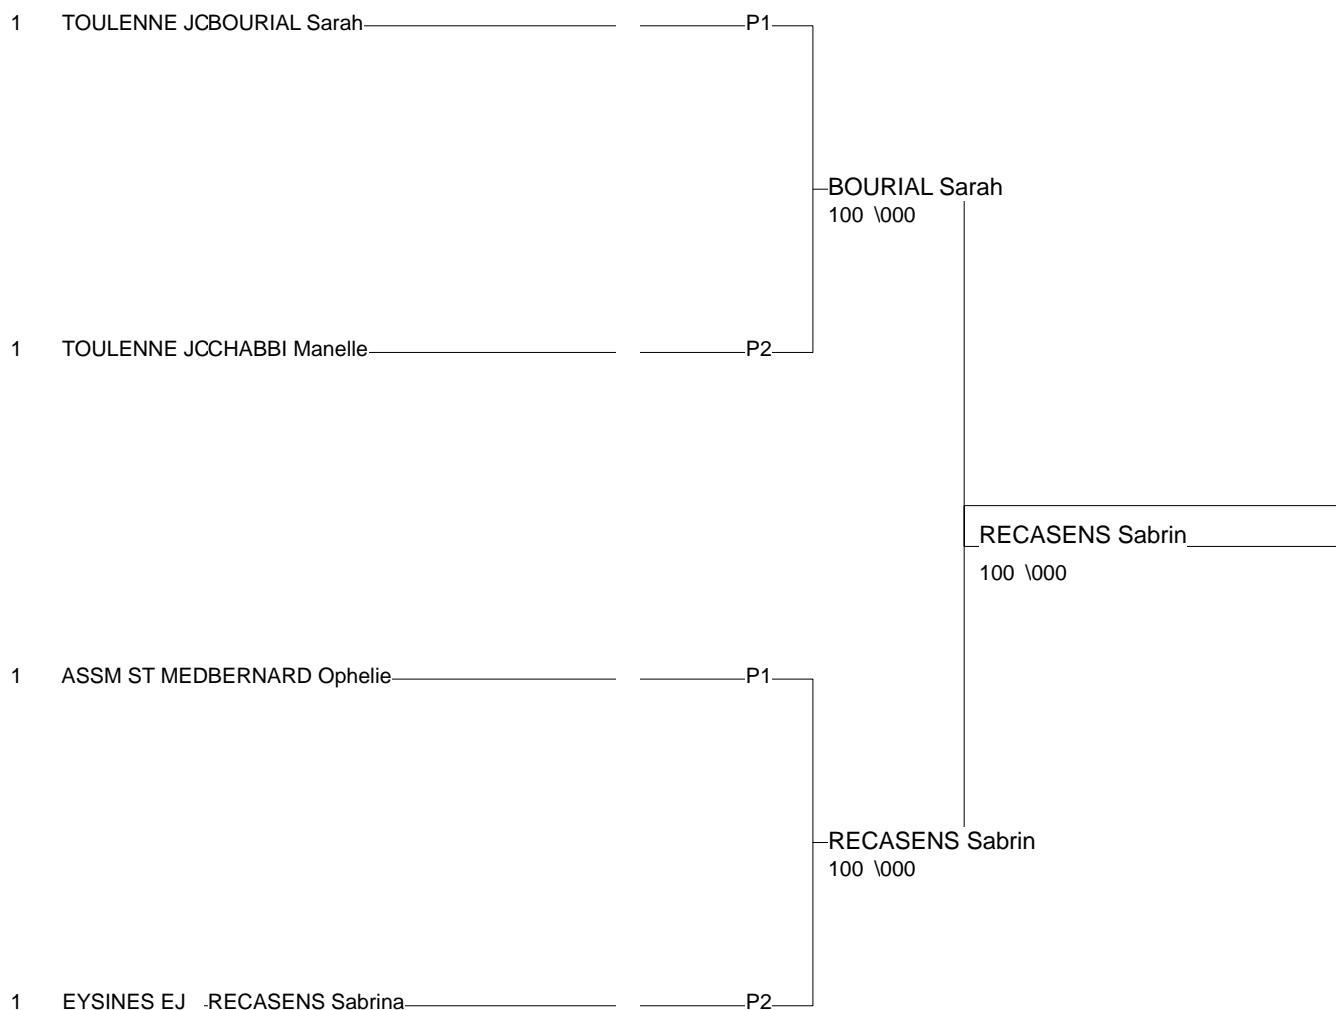 1 TOULENNE JCBOURIAL Sarah P1
BOURIAL Sarah
100 \000
1 TOULENNE JCCHABBI Manelle P2
RECASENS Sabrin
100 \000
1 ASSM ST MEDBERNARD Ophelie P1
RECASENS Sabrin
100 \000
1 EYSINES EJ RECASENS Sabrina P2